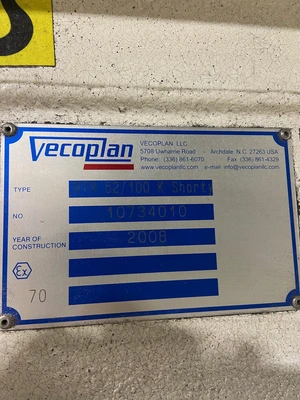 Vecoplan
VECOPLAN LLC
5708 Uwharrie Road - Archdale, N.C. 27263 USA
Phone: (336) 861-6070 Fax (336) 861-4329
www.vecoplanllc.com e-mail info@vecoplanllc.com
TYPE 62/100 K Short
NO. 10734010
YEAR OF CONSTRUCTION 2008
Ex
70